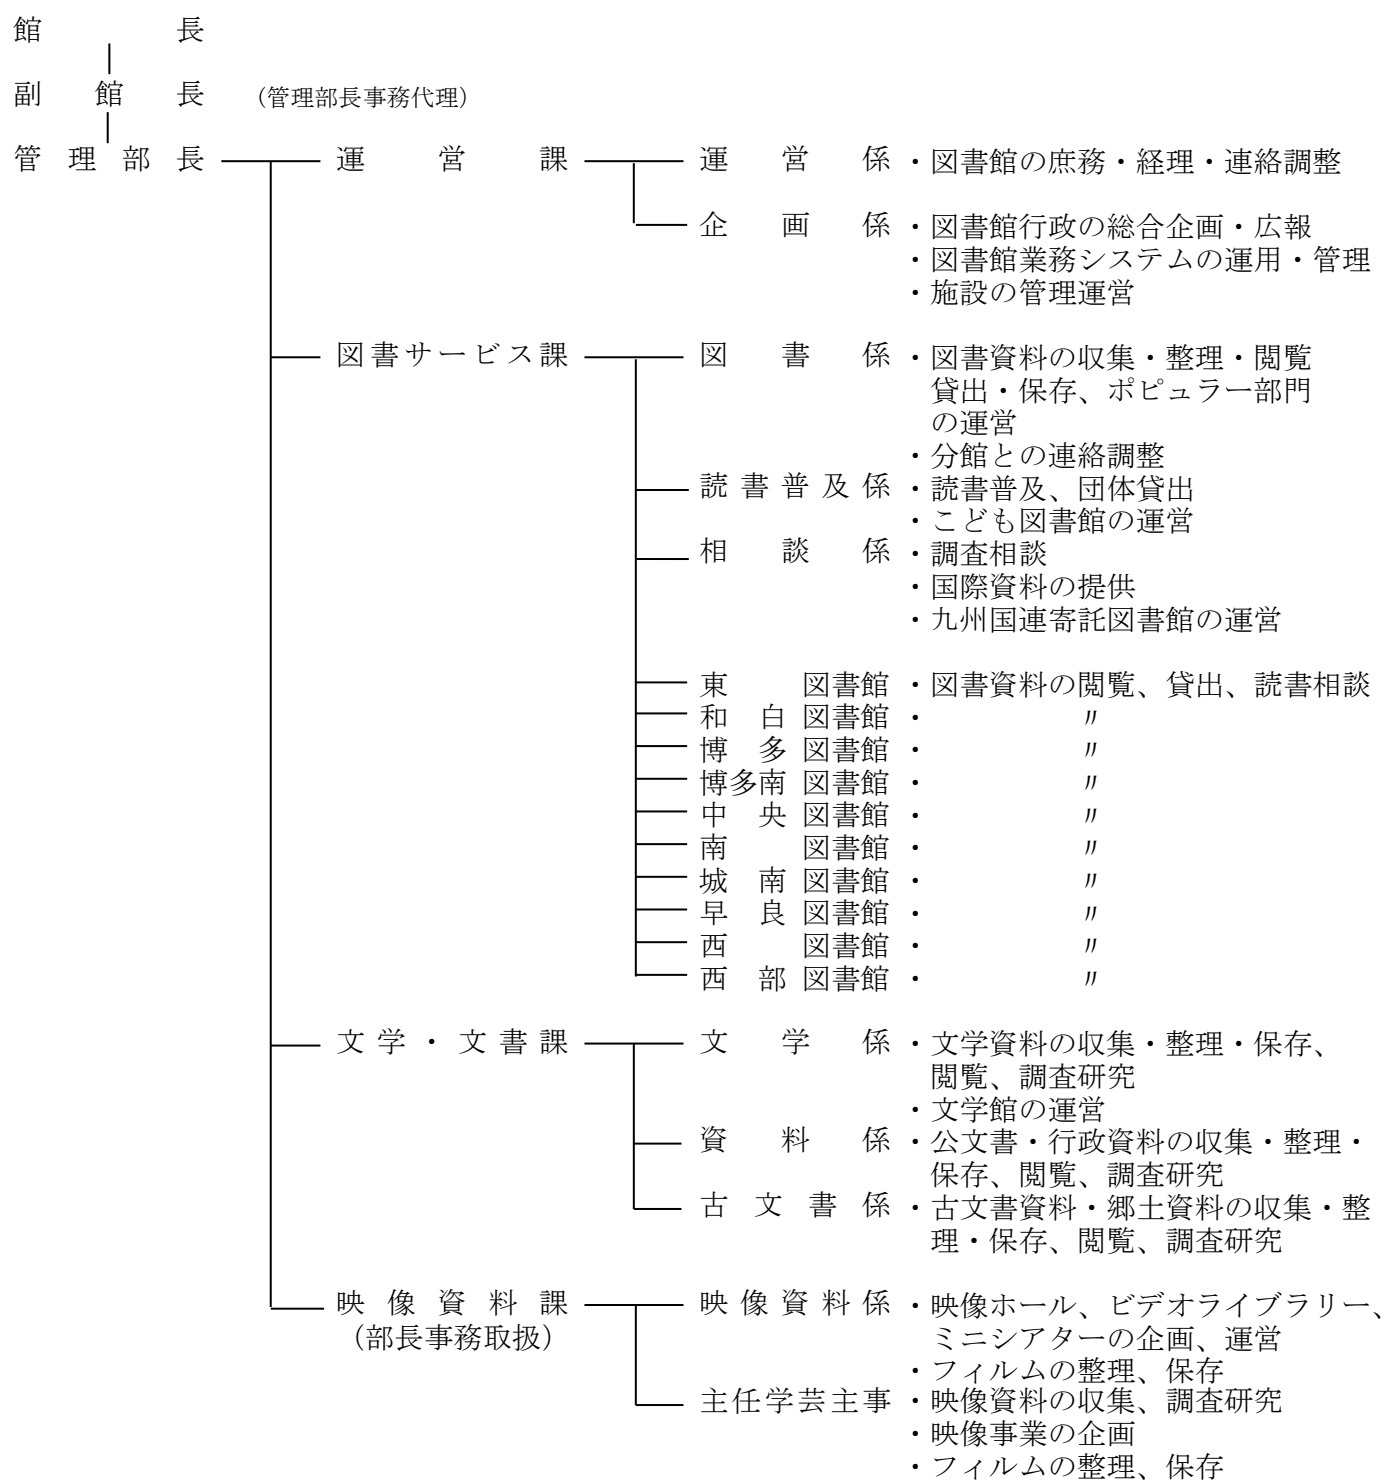 館長
副館長 (管理部長事務代理)
管理部長 運営課 運営係 ・図書館の庶務・経理・連絡調整
企画係 ・図書館行政の総合企画・広報
・図書館業務システムの運用・管理
・施設の管理運営
図書サービス課 図書係 ・図書資料の収集・整理・閲覧
貸出・保存、ポピュラー部門
の運営
・分館との連絡調整
読書普及係 ・読書普及、団体貸出
・こども図書館の運営
相談係 ・調査相談
・国際資料の提供
・九州国連寄託図書館の運営
東図書館 ・図書資料の閲覧、貸出、読書相談
和白図書館 ・ 〃
博多図書館 ・ 〃
博多南図書館 ・ 〃
中央図書館 ・ 〃
南図書館 ・ 〃
城南図書館 ・ 〃
早良図書館 ・ 〃
西図書館 ・ 〃
西部図書館 ・ 〃
文学・文書課 文学係 ・文学資料の収集・整理・保存、
閲覧、調査研究
・文学館の運営
資料係 ・公文書・行政資料の収集・整理・
保存、閲覧、調査研究
古文書係 ・古文書資料・郷土資料の収集・整
理・保存、閲覧、調査研究
映像資料課 映像資料係 ・映像ホール、ビデオライブラリー、
(部長事務取扱) ミニシアターの企画、運営
・フィルムの整理、保存
主任学芸主事 ・映像資料の収集、調査研究
・映像事業の企画
・フィルムの整理、保存